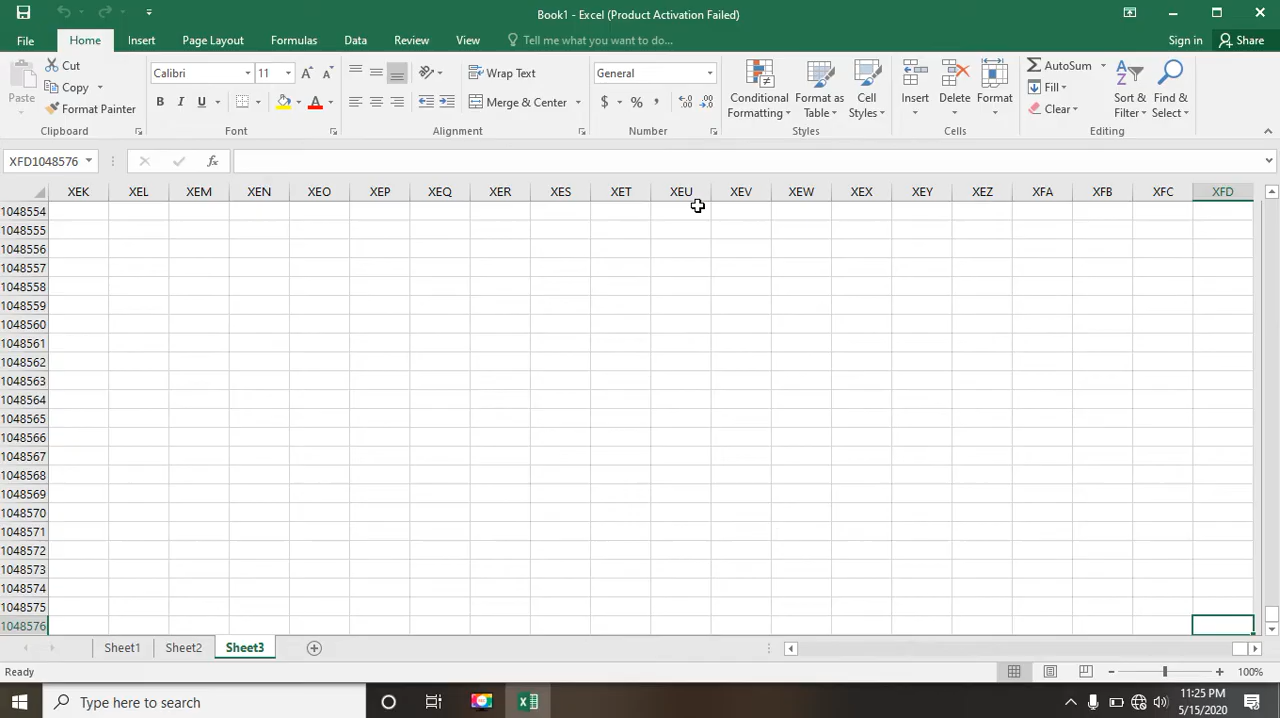 Book1 - Excel (Product Activation Failed)
File Home Insert Page Layout Formulas Data Review View Tell me what you want to do... Sign in Share
Paste Cut Copy Format Painter Clipboard
Calibri 11 B I U A Font
Wrap Text Merge & Center Alignment
General $ % , Number
Conditional Formatting Format as Table Cell Styles Styles
Insert Delete Format Cells
AutoSum Fill Clear Sort & Filter Find & Select Editing
XFD1048576 fx
XEK XEL XEM XEN XEO XEP XEQ XER XES XET XEU XEV XEW XEX XEY XEZ XFA XFB XFC XFD
1048554
1048555
1048556
1048557
1048558
1048559
1048560
1048561
1048562
1048563
1048564
1048565
1048566
1048567
1048568
1048569
1048570
1048571
1048572
1048573
1048574
1048575
1048576
Sheet1 Sheet2 Sheet3
Ready 100%
Type here to search 11:25 PM
5/15/2020